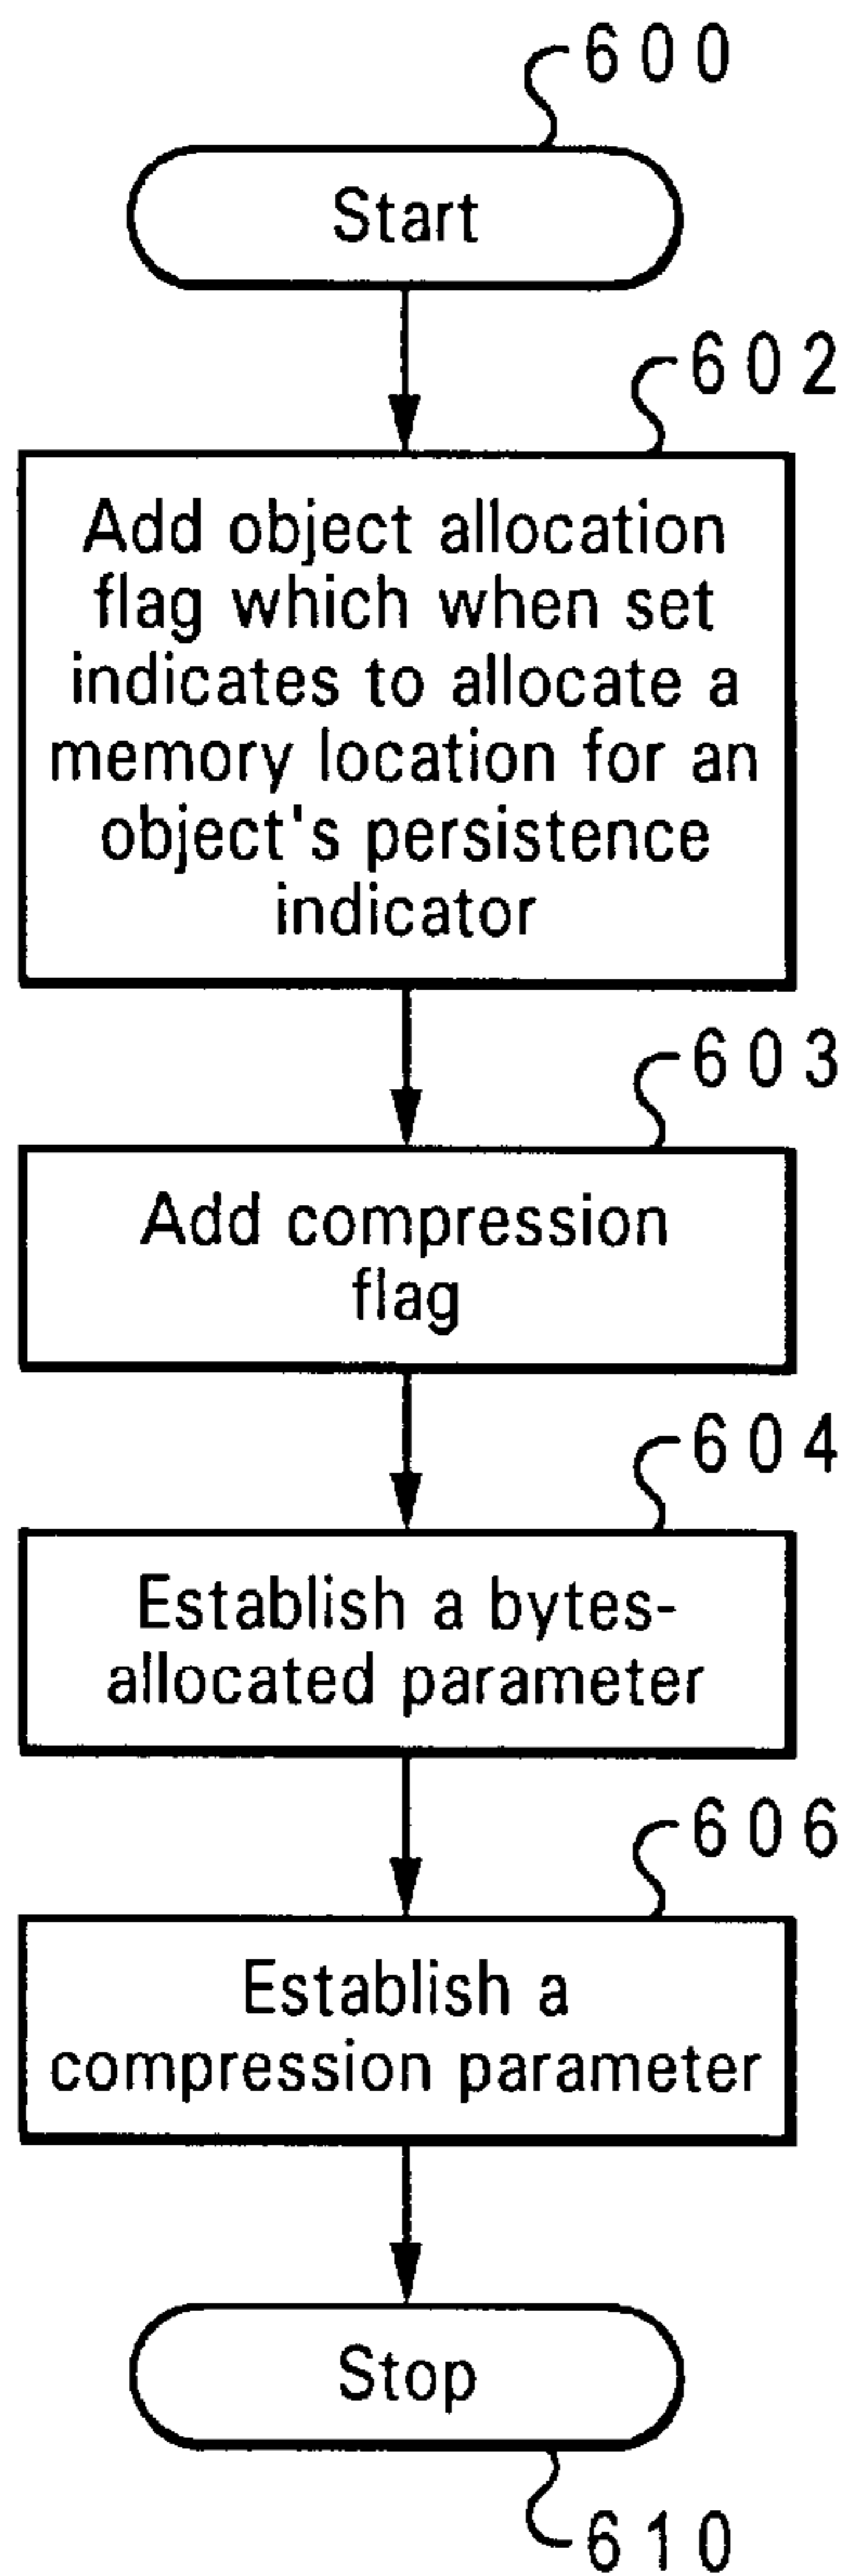 600
Start
602
Add object allocation
flag which when set
indicates to allocate a
memory location for an
object's persistence
indicator
603
Add compression
flag
604
Establish a bytes-
allocated parameter
606
Establish a
compression parameter
Stop
610